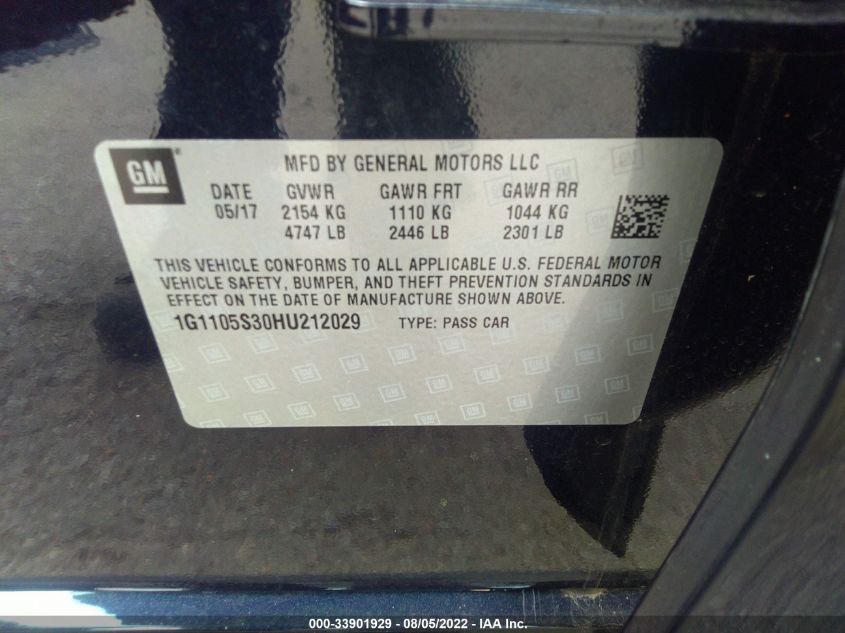 GM
MFD BY GENERAL MOTORS LLC
DATE GVWR GAWR FRT GAWR RR
05/17 2154 KG 1110 KG 1044 KG
4747 LB 2446 LB 2301 LB
THIS VEHICLE CONFORMS TO ALL APPLICABLE U.S. FEDERAL MOTOR
VEHICLE SAFETY, BUMPER, AND THEFT PREVENTION STANDARDS IN
EFFECT ON THE DATE OF MANUFACTURE SHOWN ABOVE.
1G1105S30HU212029 TYPE: PASS CAR
000-33901929 - 08/05/2022 - IAA Inc.